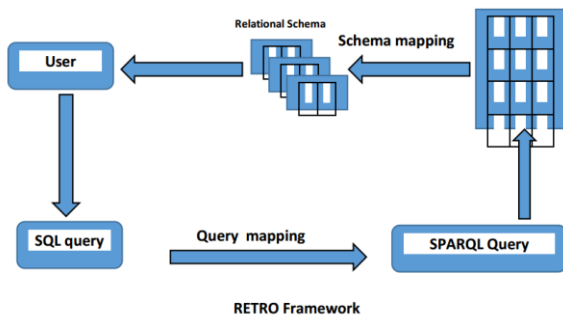 Relational Schema
User
Schema mapping
SQL query
Query mapping
SPARQL Query
RETRO Framework